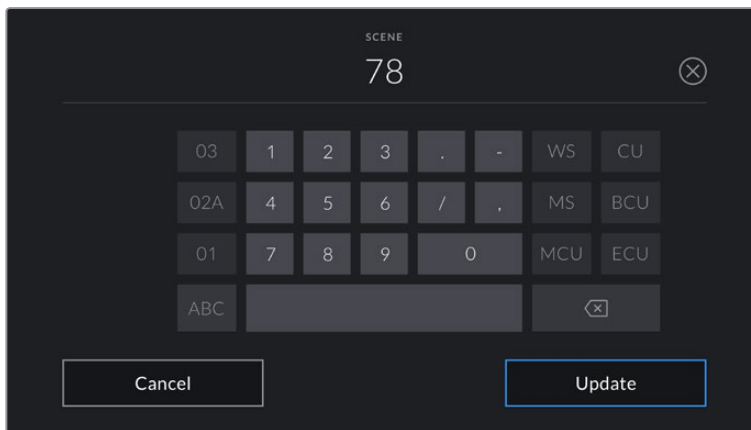 SCENE
78
03 1 2 3 . - WS CU
02A 4 5 6 / , MS BCU
01 7 8 9 0 MCU ECU
ABC
Cancel Update